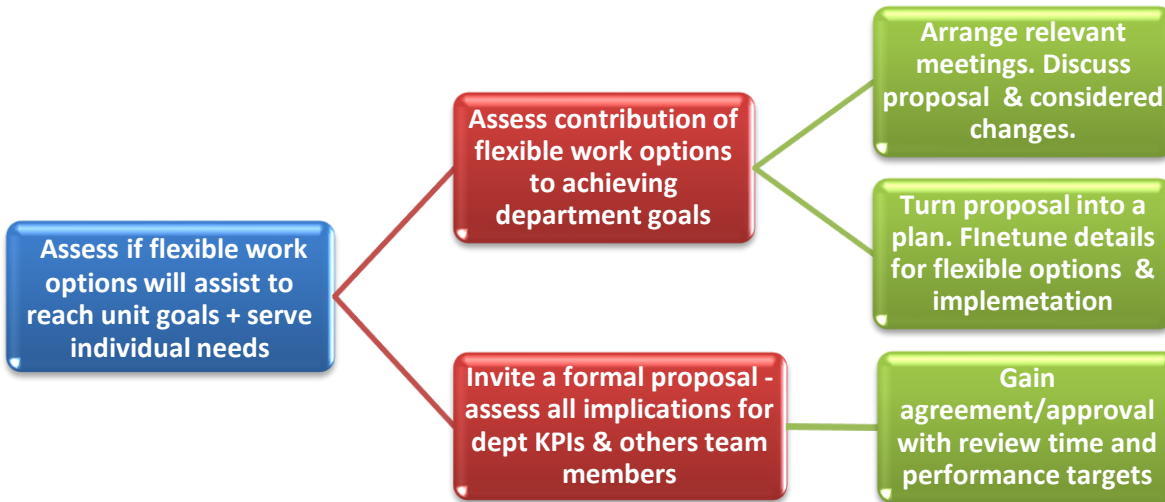 Assess if flexible work
options will assist to
reach unit goals + serve
individual needs
Assess contribution of
flexible work options
to achieving
department goals
Invite a formal proposal -
assess all implications for
dept KPIs & others team
members
Arrange relevant
meetings. Discuss
proposal & considered
changes.
Turn proposal into a
plan. FInetune details
for flexible options &
implemetation
Gain
agreement/approval
with review time and
performance targets